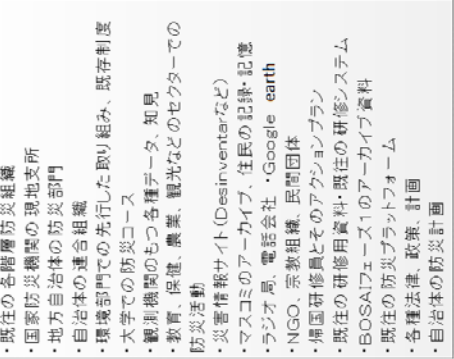 ・既往の各階層防災組織
・国家防災機関の現地支所
・地方自治体の防災部門
・自治体の連合組織
・環境部門での先行した取り組み、既存制度
・大学での防災コース
・観測機関のもつ各種データ、知見
・教育、保健、農業、観光などのセクターでの
防災活動
・災害情報サイト(Desinventarなど)
・マスコミのアーカイブ、住民の記録・記憶
・ラジオ局、電話会社 ・Google earth
・NGO、宗教組織、民間団体
・帰国研修員とそのアクションプラン
・既往の研修用資料・既往の研修システム
・BOSAIフェーズ1のアーカイブ資料
・既往の防災プラットフォーム
・各種法律、政策、計画
・自治体の防災計画